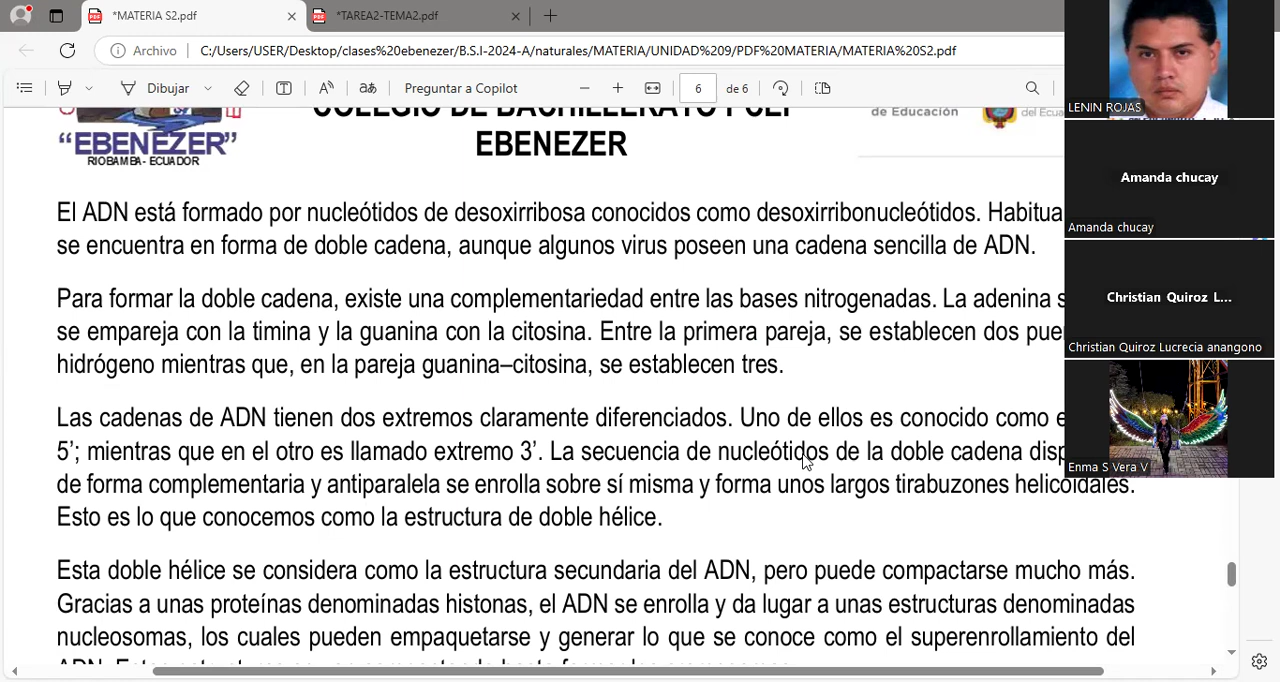 *MATERIA S2.pdf
*TAREA2-TEMA2.pdf
Archivo
C:/Users/USER/Desktop/clases%20ebenezer/B.S.I-2024-A/naturales/MATERIA/UNIDAD%209/PDF%20MATERIA/MATERIA%20S2.pdf
Dibujar
Preguntar a Copilot
6
de 6
COLEGIO DE BACHILLERATO
EBENEZER
"EBENEZER"
RIOBAMBA- ECUADOR
de Educación
del Ecua
El ADN está formado por nucleótidos de desoxirribosa conocidos como desoxirribonucleótidos. Habitua
se encuentra en forma de doble cadena, aunque algunos virus poseen una cadena sencilla de ADN.
Para formar la doble cadena, existe una complementariedad entre las bases nitrogenadas. La adenina s
se empareja con la timina y la guanina con la citosina. Entre la primera pareja, se establecen dos pue
hidrógeno mientras que, en la pareja guanina–citosina, se establecen tres.
Las cadenas de ADN tienen dos extremos claramente diferenciados. Uno de ellos es conocido como e
5'; mientras que en el otro es llamado extremo 3'. La secuencia de nucleótidos de la doble cadena disp
de forma complementaria y antiparalela se enrolla sobre sí misma y forma unos largos tirabuzones helicoidales.
Esto es lo que conocemos como la estructura de doble hélice.
Esta doble hélice se considera como la estructura secundaria del ADN, pero puede compactarse mucho más.
Gracias a unas proteínas denominadas histonas, el ADN se enrolla y da lugar a unas estructuras denominadas
nucleosomas, los cuales pueden empaquetarse y generar lo que se conoce como el superenrollamiento del
LENIN ROJAS
Amanda chucay
Amanda chucay
Christian Quiroz L...
Christian Quiroz Lucrecia anangono
Enma S Vera V